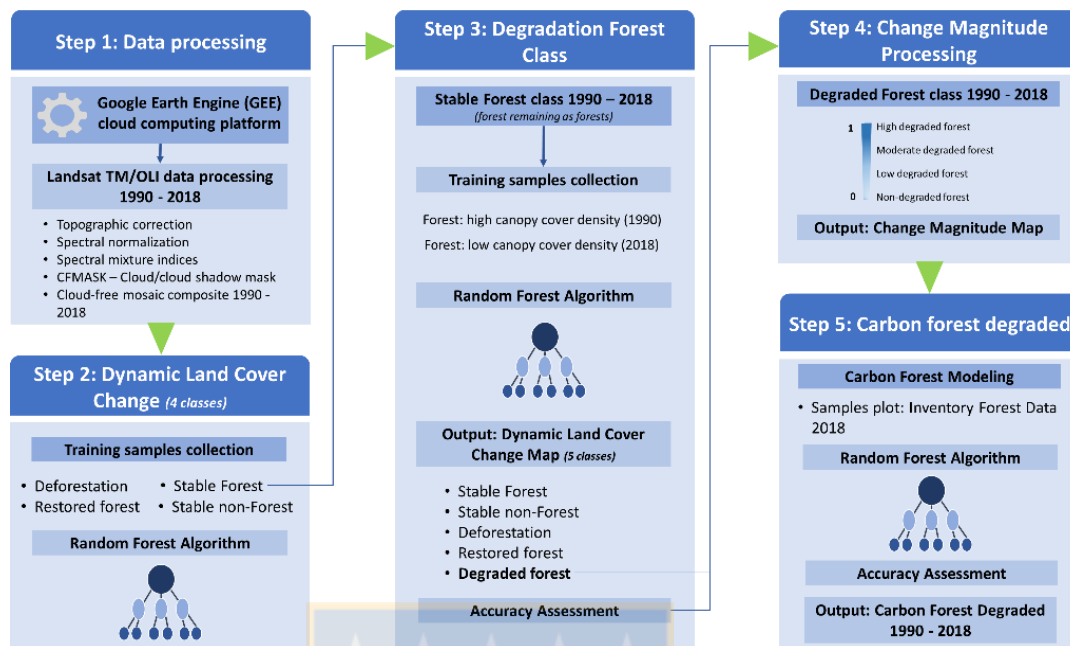 Step 1: Data processing
Google Earth Engine (GEE)
cloud computing platform
Landsat TM/OLI data processing
1990 - 2018
• Topographic correction
• Spectral normalization
• Spectral mixture indices
• CFMASK – Cloud/cloud shadow mask
• Cloud-free mosaic composite 1990 -
2018
Step 2: Dynamic Land Cover
Change (4 classes)
Training samples collection
• Deforestation
• Restored forest
• Stable Forest
• Stable non-Forest
Random Forest Algorithm
Step 3: Degradation Forest
Class
Stable Forest class 1990 – 2018
(forest remaining as forests)
Training samples collection
Forest: high canopy cover density (1990)
Forest: low canopy cover density (2018)
Random Forest Algorithm
Output: Dynamic Land Cover
Change Map (5 classes)
• Stable Forest
• Stable non-Forest
• Deforestation
• Restored forest
• Degraded forest
Accuracy Assessment
Step 4: Change Magnitude
Processing
Degraded Forest class 1990 - 2018
1
High degraded forest
Moderate degraded forest
Low degraded forest
0
Non-degraded forest
Output: Change Magnitude Map
Step 5: Carbon forest degraded
Carbon Forest Modeling
• Samples plot: Inventory Forest Data
2018
Random Forest Algorithm
Accuracy Assessment
Output: Carbon Forest Degraded
1990 - 2018